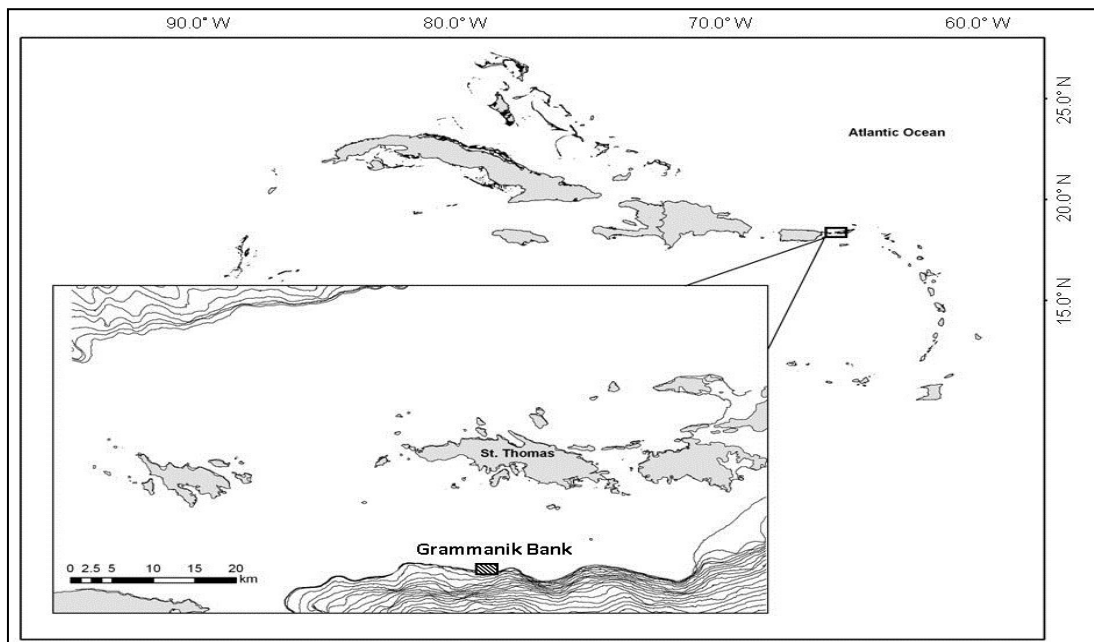 90.0° W 80.0° W 70.0° W 60.0° W
25.0° N
Atlantic Ocean
20.0° N
15.0° N
St. Thomas
Grammanik Bank
0 2.5 5 10 15 20
km